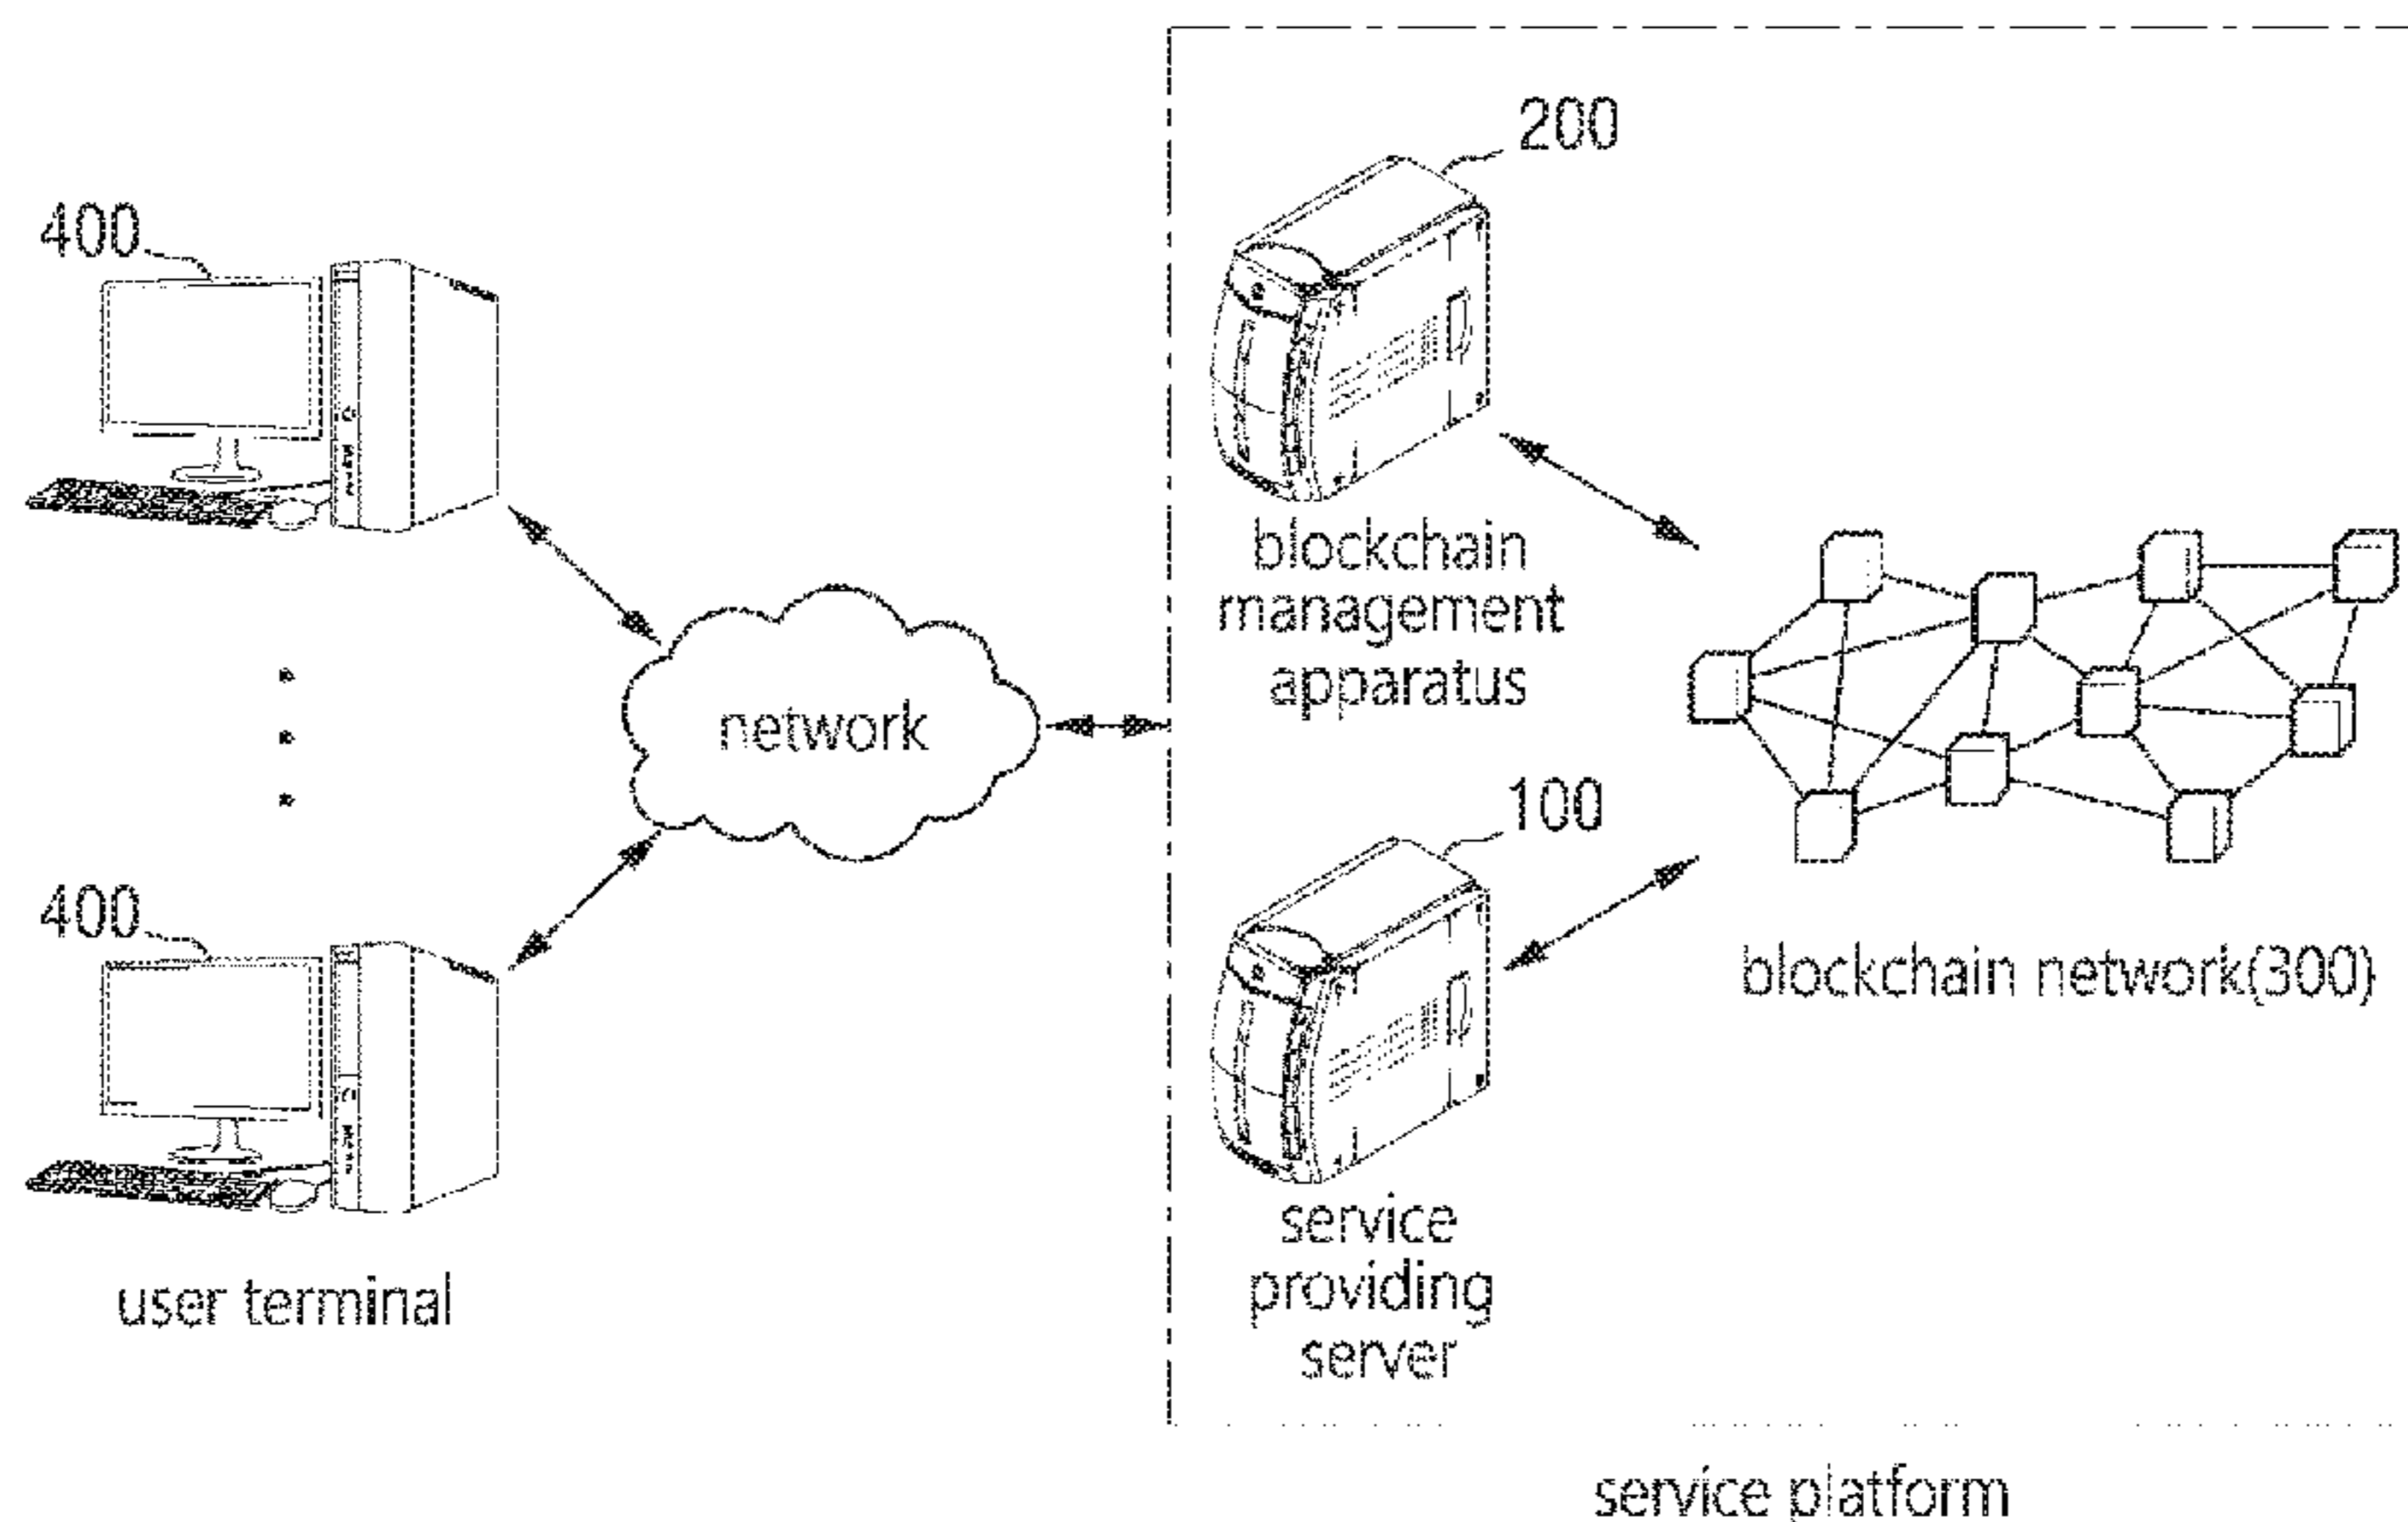 200
400
blockchain
management
apparatus
network
100
400
blockchain network(300)
service
providing
server
user terminal
service platform